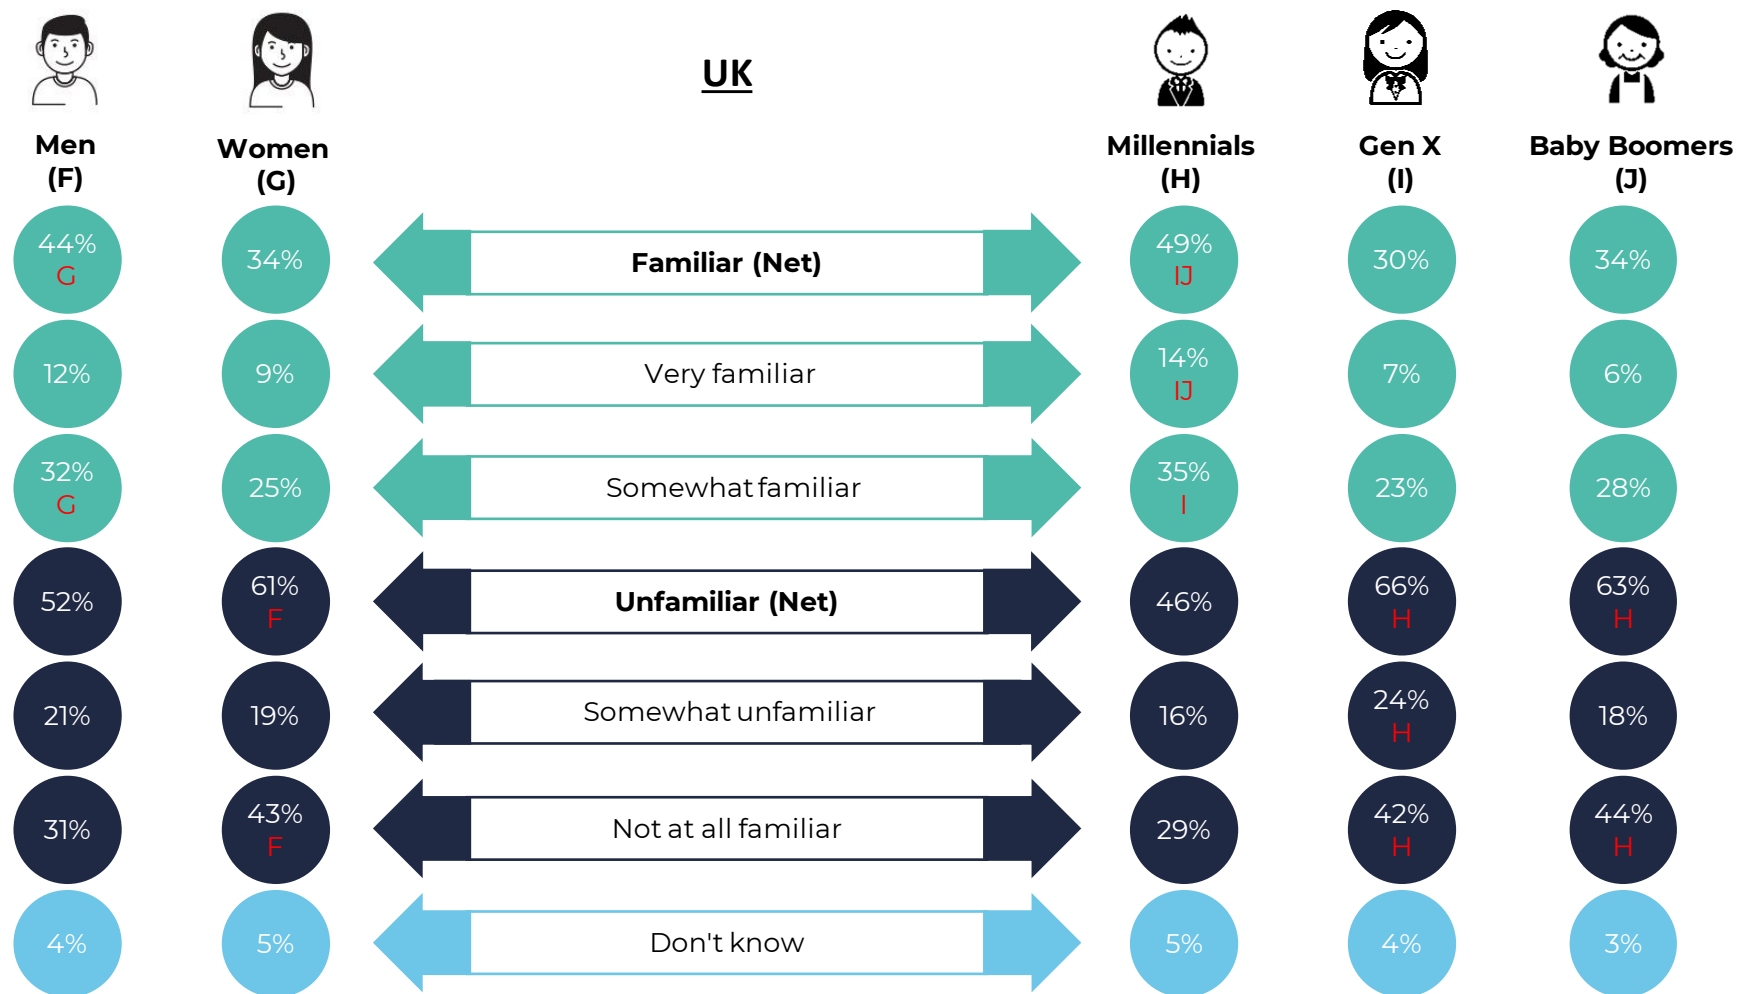 UK
Men
(F)
Women
(G)
Millennials
(H)
Gen X
(I)
Baby Boomers
(J)
44%
G
34%
Familiar (Net)
49%
IJ
30%
34%
12%
9%
Very familiar
14%
IJ
7%
6%
32%
G
25%
Somewhat familiar
35%
I
23%
28%
52%
61%
F
Unfamiliar (Net)
46%
66%
H
63%
H
21%
19%
Somewhat unfamiliar
16%
24%
H
18%
31%
43%
F
Not at all familiar
29%
42%
H
44%
H
4%
5%
Don't know
5%
4%
3%